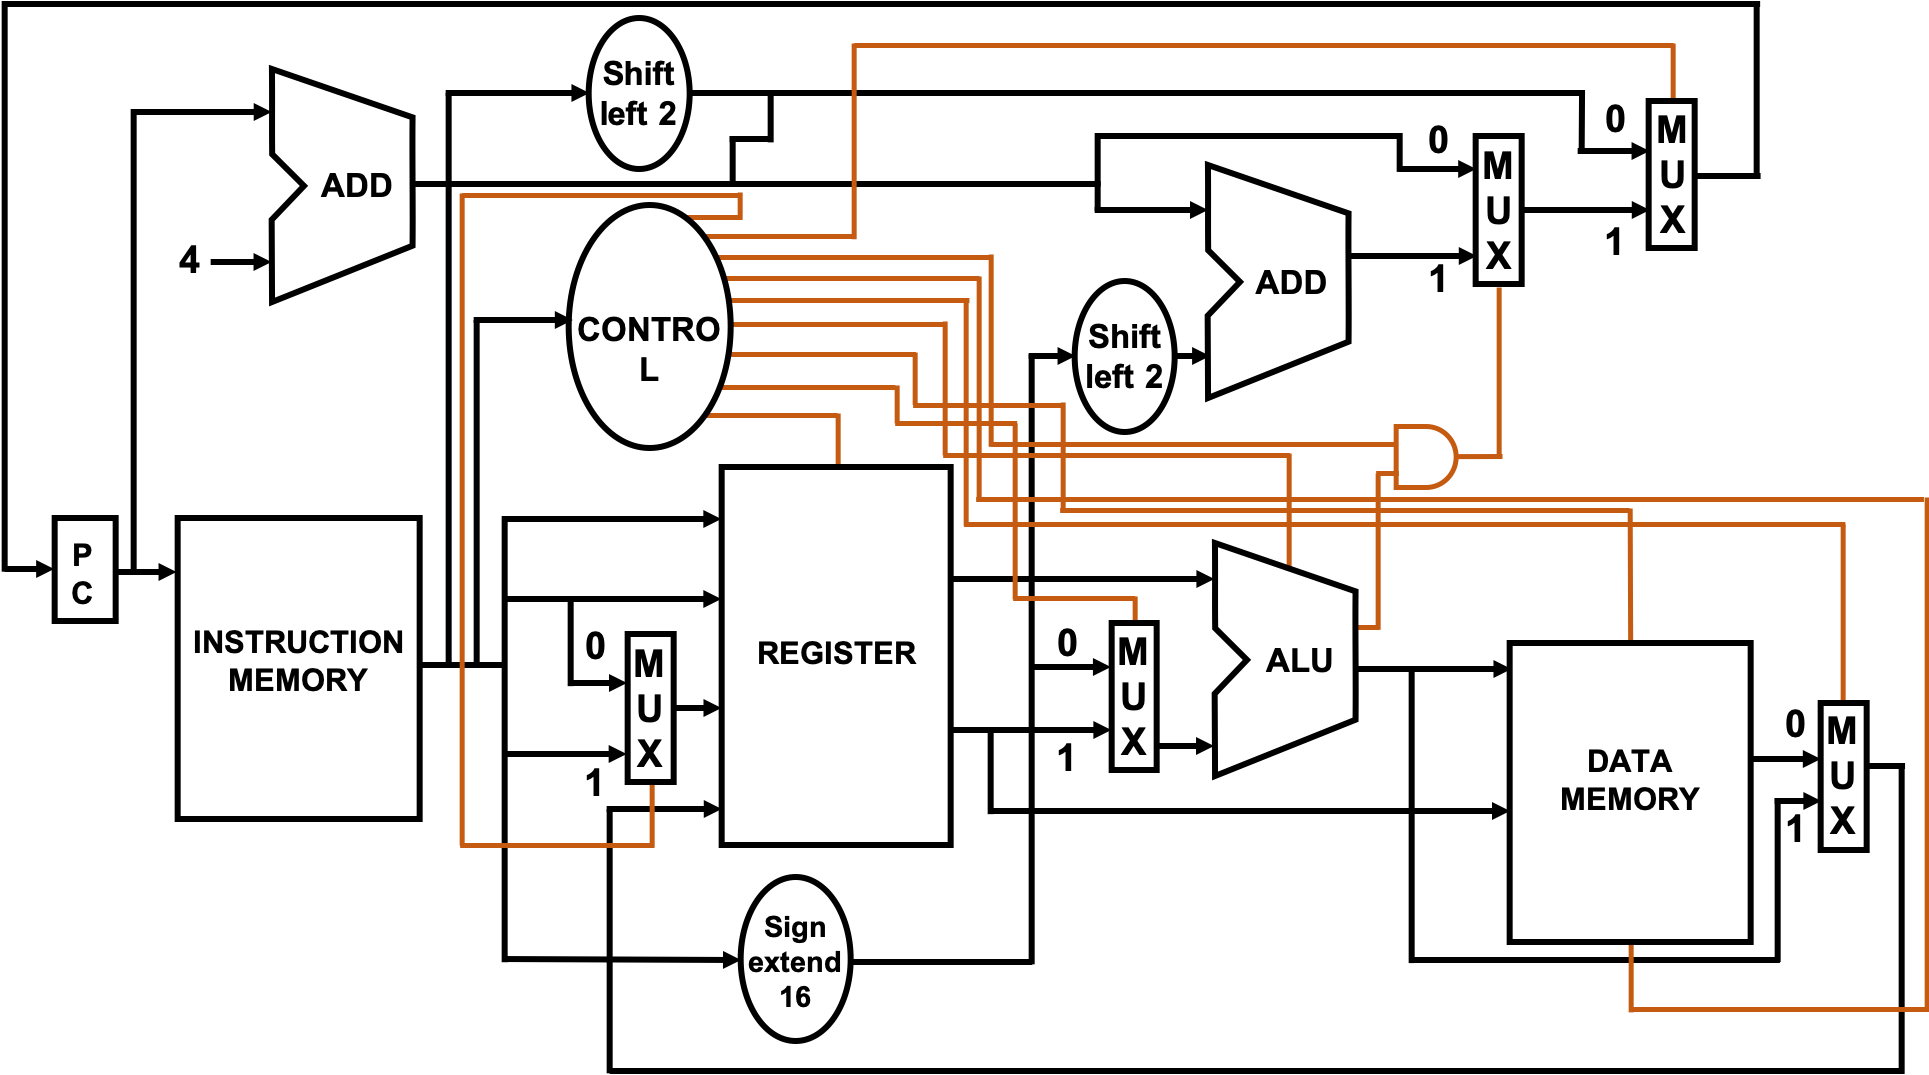 Shift
left 2
0
M
U
X
0
M
U
X
1
1
ADD
4
ADD
CONTRO
L
Shift
left 2
P
C
INSTRUCTION
MEMORY
0
M
U
X
1
REGISTER
0
M
U
X
1
ALU
DATA
MEMORY
0
M
U
X
1
Sign
extend
16